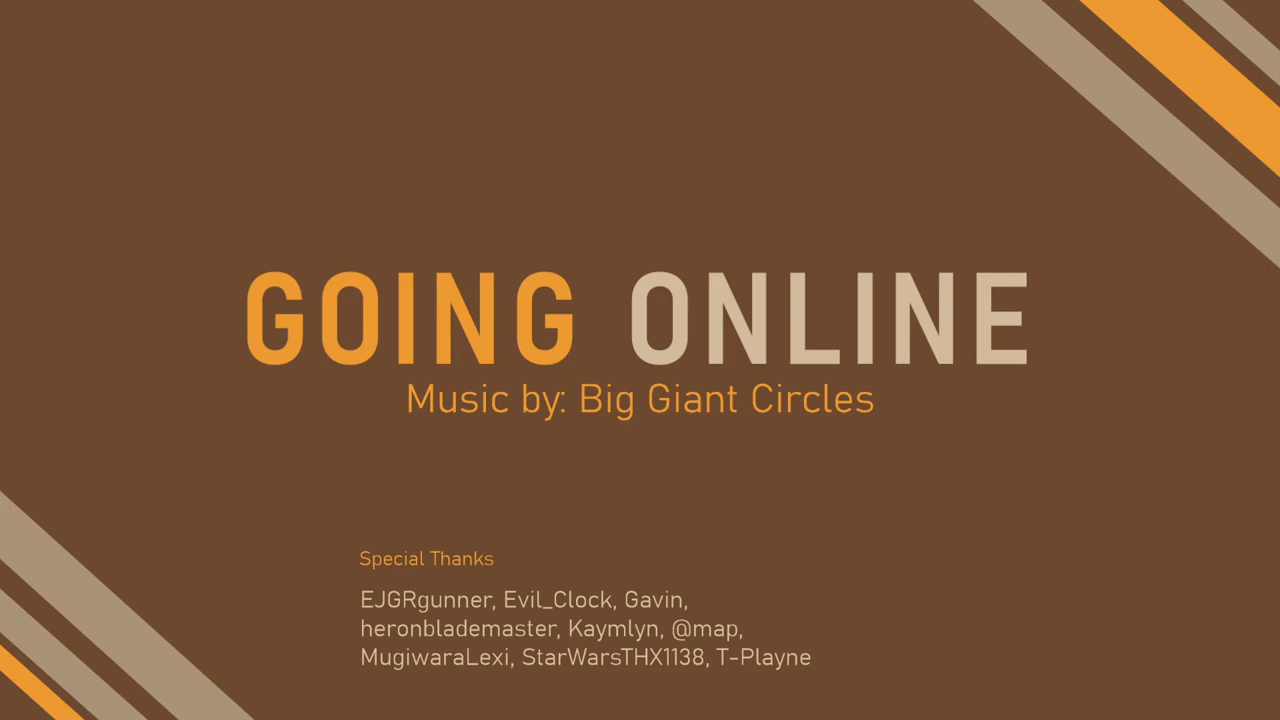 GOING ONLINE
Music by: Big Giant Circles
Special Thanks
EJGRgunner, Evil_Clock, Gavin,
heronblademaster, Kaymlyn, @map,
MugiwaraLexi, StarWarsTHX1138, T-Playne